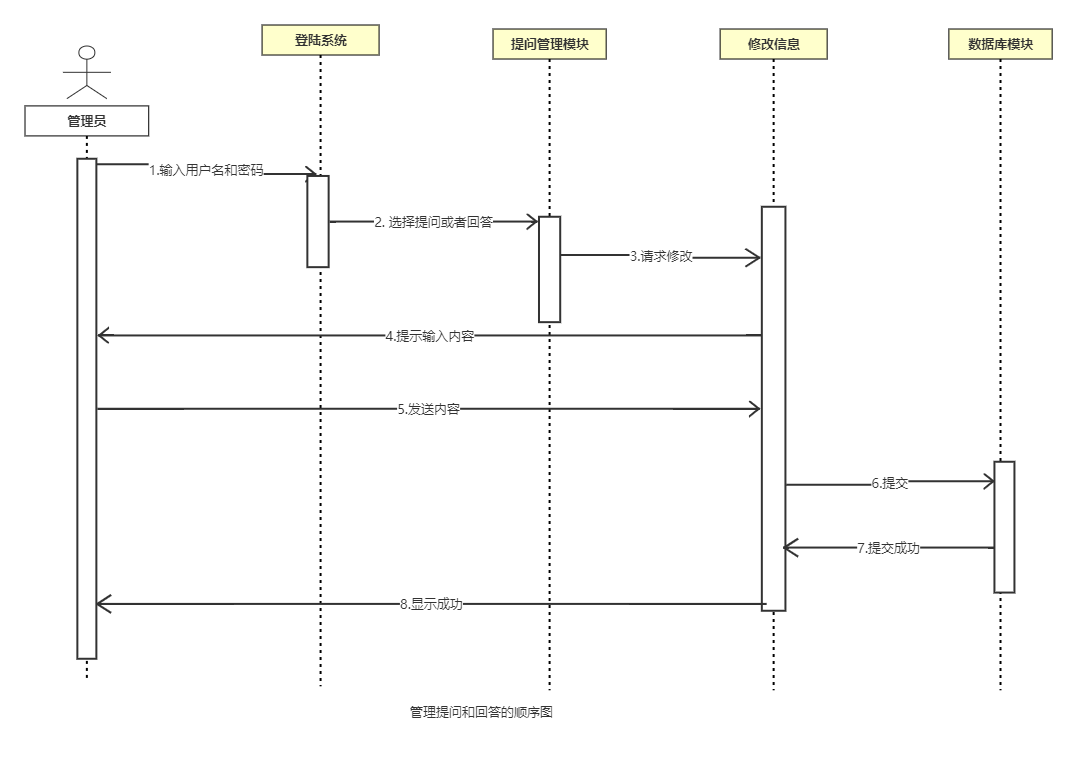 登陆系统
提问管理模块
修改信息
数据库模块
管理员
1.输入用户名和密码
2. 选择提问或者回答
3.请求修改
4.提示输入内容
5.发送内容
6.提交
7.提交成功
8.显示成功
管理提问和回答的顺序图